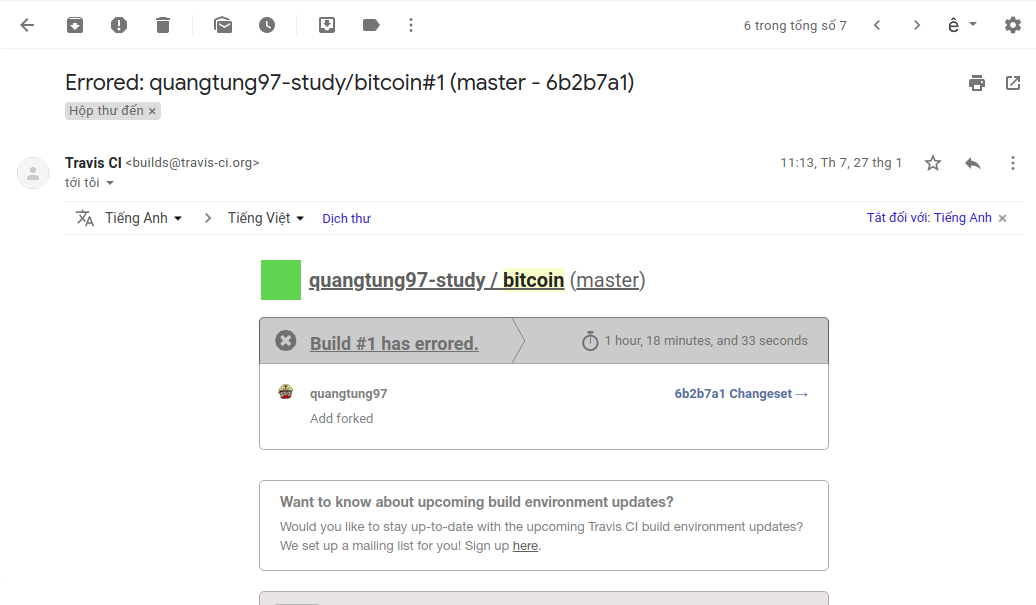 6 trong tổng số 7
ê
Errored: quangtung97-study/bitcoin#1 (master - 6b2b7a1)
Hộp thư đến ×
Travis CI <builds@travis-ci.org>
11:13, Th 7, 27 thg 1
tới tôi
Tiếng Anh > Tiếng Việt Dịch thư
Tắt đối với: Tiếng Anh ×
quangtung97-study / bitcoin (master)
Build #1 has errored.
1 hour, 18 minutes, and 33 seconds
quangtung97
6b2b7a1 Changeset →
Add forked
Want to know about upcoming build environment updates?
Would you like to stay up-to-date with the upcoming Travis CI build environment updates?
We set up a mailing list for you! Sign up here.